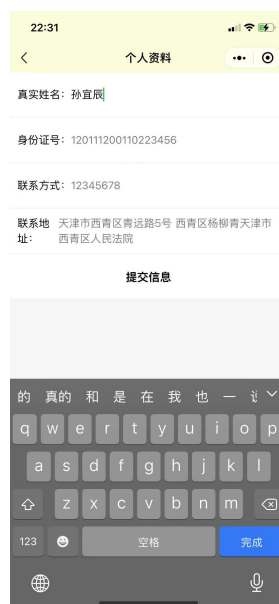 22:31
个人资料
真实姓名：孙宜辰
身份证号：120111200110223456
联系方式：12345678
联系地址：天津市西青区青远路5号 西青区杨柳青天津市西青区人民法院
提交信息
的 真的 和 是 在 我 也 一
q w e r t y u i o p
a s d f g h j k l
z x c v b n m
123 空格 完成